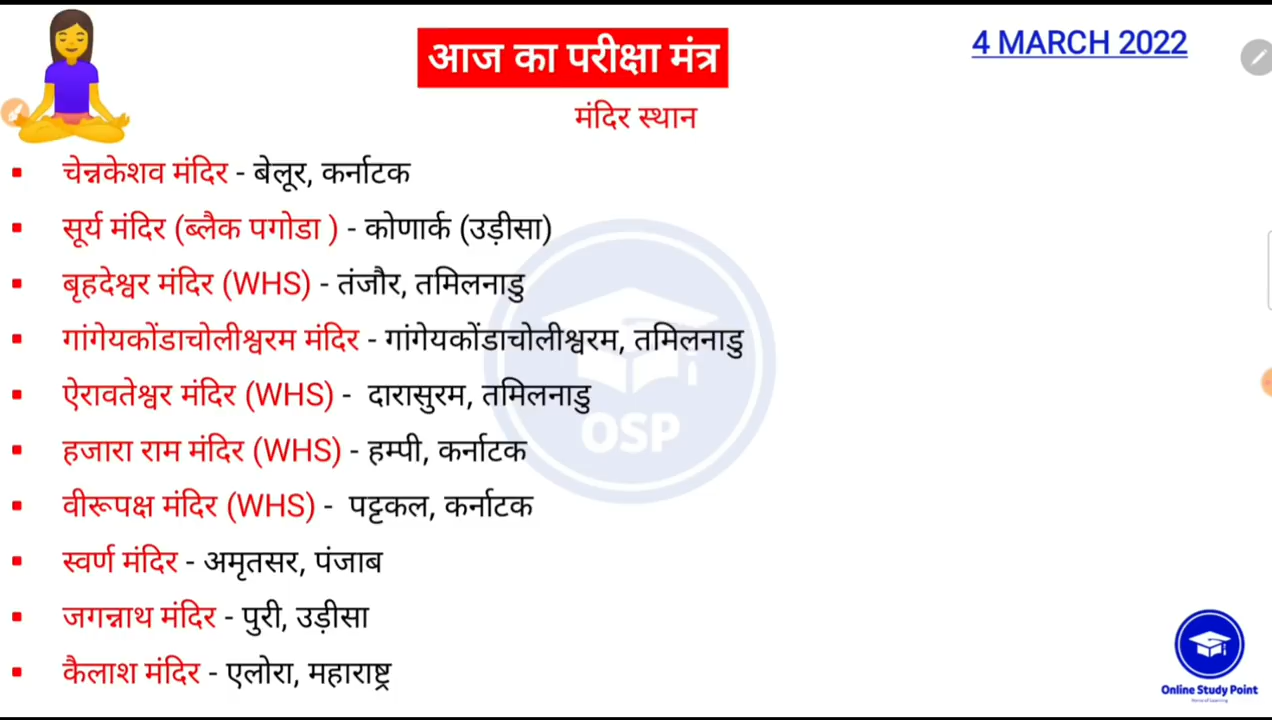 आज का परीक्षा मंत्र
4 MARCH 2022
मंदिर स्थान
चेन्नकेशव मंदिर - बेलूर, कर्नाटक
सूर्य मंदिर (ब्लैक पगोडा ) - कोणार्क (उड़ीसा)
बृहदेश्वर मंदिर (WHS) - तंजौर, तमिलनाडु
गांगेयकोंडाचोलीश्वरम मंदिर - गांगेयकोंडाचोलीश्वरम, तमिलनाडु
ऐरावतेश्वर मंदिर (WHS) - दारासुरम, तमिलनाडु
हजारा राम मंदिर (WHS) - हम्पी, कर्नाटक
वीरूपक्ष मंदिर (WHS) - पट्टकल, कर्नाटक
स्वर्ण मंदिर - अमृतसर, पंजाब
जगन्नाथ मंदिर - पुरी, उड़ीसा
कैलाश मंदिर - एलोरा, महाराष्ट्र
OSP
Online Study Point